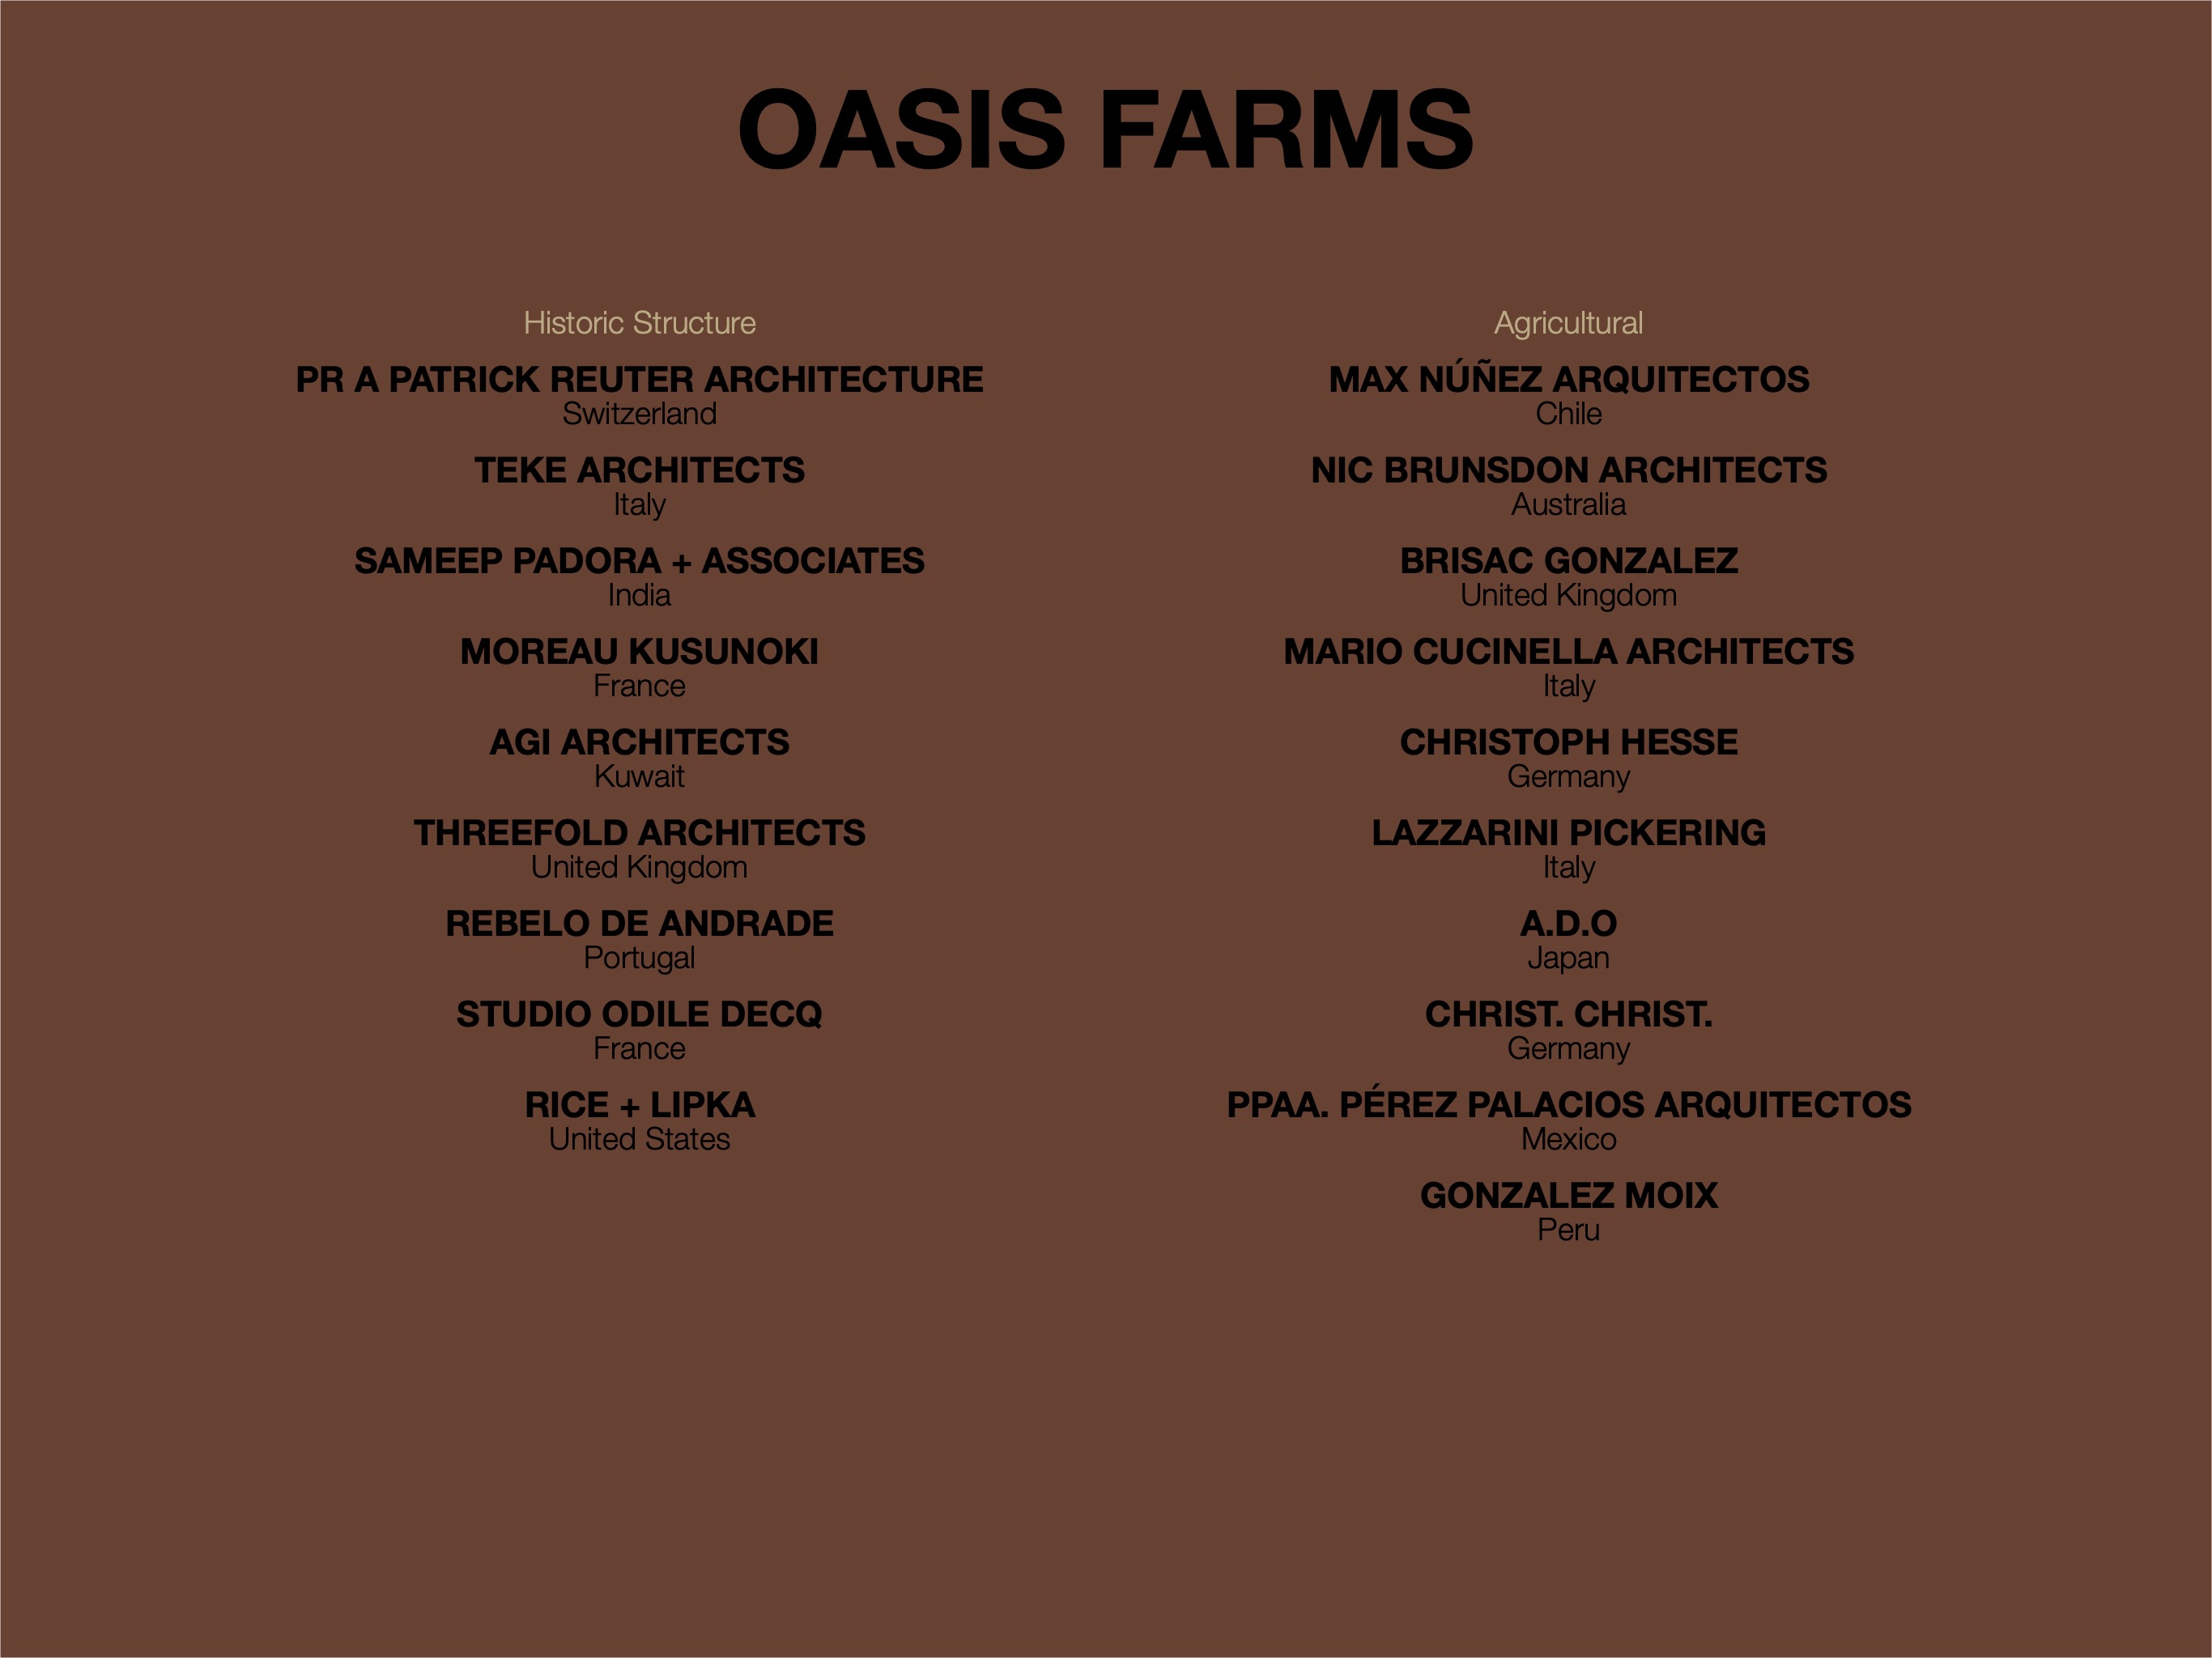 OASIS FARMS
Historic Structure
PR A PATRICK REUTER ARCHITECTURE
Switzerland
TEKE ARCHITECTS
Italy
SAMEEP PADORA + ASSOCIATES
India
MOREAU KUSUNOKI
France
AGI ARCHITECTS
Kuwait
THREEFOLD ARCHITECTS
United Kingdom
REBELO DE ANDRADE
Portugal
STUDIO ODILE DECQ
France
RICE + LIPKA
United States
Agricultural
MAX NÚÑEZ ARQUITECTOS
Chile
NIC BRUNSDON ARCHITECTS
Australia
BRISAC GONZALEZ
United Kingdom
MARIO CUCINELLA ARCHITECTS
Italy
CHRISTOPH HESSE
Germany
LAZZARINI PICKERING
Italy
A.D.O
Japan
CHRIST. CHRIST.
Germany
PPAA. PÉREZ PALACIOS ARQUITECTOS
Mexico
GONZALEZ MOIX
Peru